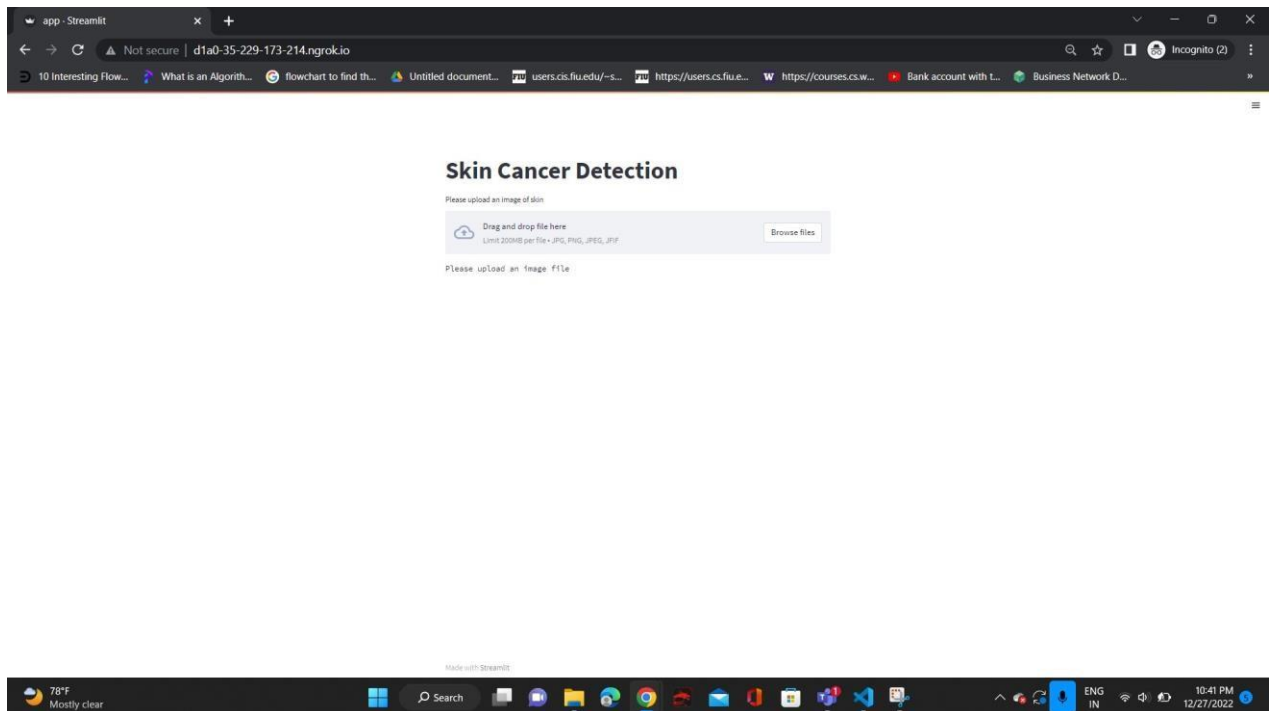 app · Streamlit
Not secure | d1a0-35-229-173-214.ngrok.io
Incognito (2)
10 Interesting Flow...
What is an Algorith...
flowchart to find th...
Untitled document...
FIU users.cis.fiu.edu/~s...
FIU https://users.cs.fiu.e...
W https://courses.cs.w...
Bank account with t...
Business Network D...
»
Skin Cancer Detection
Please upload an image of skin
Drag and drop file here
Limit 200MB per file • JPG, PNG, JPEG, JFIF
Browse files
Please upload an image file
Made with Streamlit
78°F
Mostly clear
Search
ENG
IN
10:41 PM
12/27/2022